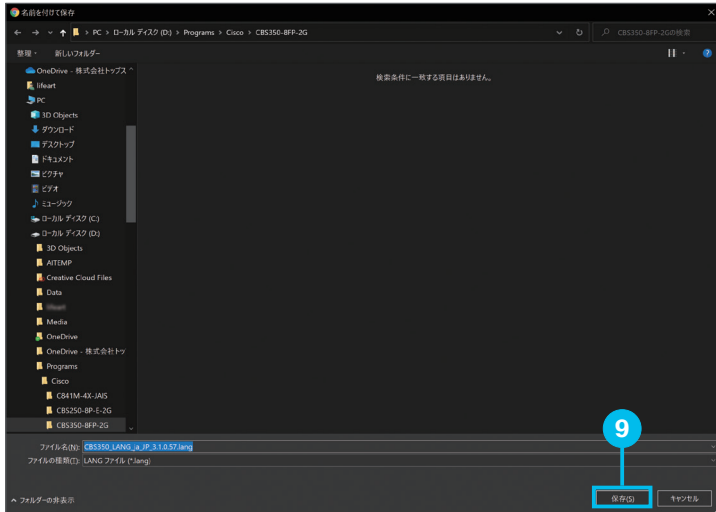 名前を付けて保存
PC > ローカル ディスク (D:) > Programs > Cisco > CBS350-8FP-2G
CBS350-8FP-2Gの検索
整理 新しいフォルダー
OneDrive - 株式会社トップス
検索条件に一致する項目はありません。
lifeart
PC
3D Objects
ダウンロード
デスクトップ
ドキュメント
ピクチャ
ビデオ
ミュージック
ローカル ディスク (C:)
ローカル ディスク (D:)
3D Objects
AITEMP
Creative Cloud Files
Data
Media
OneDrive
OneDrive - 株式会社トッ
Programs
Cisco
C841M-4X-JAIS
CBS250-8P-E-2G
CBS350-8FP-2G
9
ファイル名(N): CBS350_LANG_ja_JP_3.1.0.57.lang
ファイルの種類(T): LANG ファイル (*.lang)
フォルダーの非表示
保存(S)
キャンセル